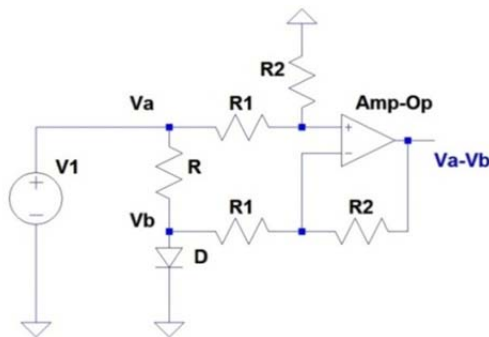 R2
Amp-Op
Va
R1
+
V1
+
−
R
−
Va-Vb
Vb
R1
R2
D